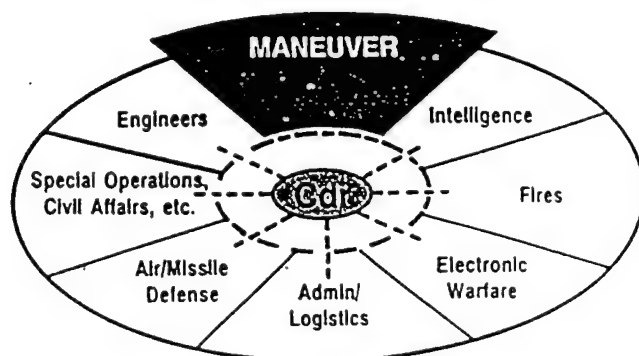 MANEUVER
Engineers
Intelligence
Special Operations,
Civil Affairs, etc.
Cdr
Fires
Air/Missile
Defense
Admin/
Logistics
Electronic
Warfare